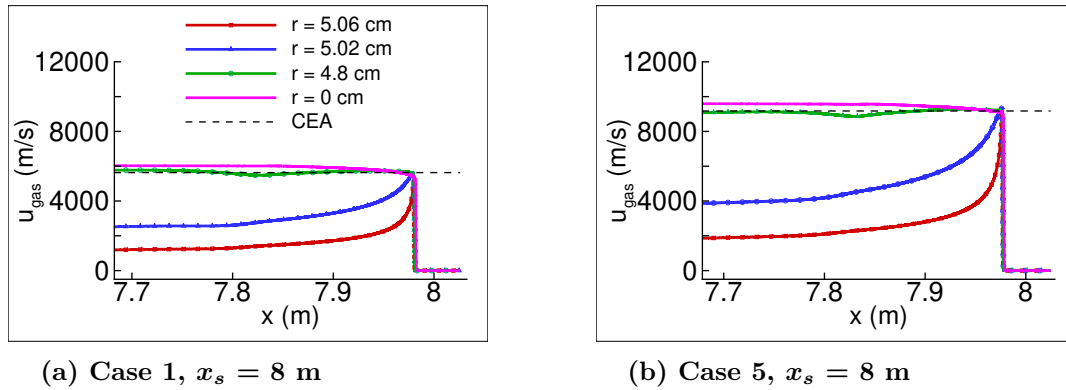 r = 5.06 cm
r = 5.02 cm
r = 4.8 cm
r = 0 cm
CEA
12000
8000
4000
0
u_gas (m/s)
7.7
7.8
7.9
8
x (m)
(a) Case 1, x_s = 8 m
12000
8000
4000
0
u_gas (m/s)
7.7
7.8
7.9
8
x (m)
(b) Case 5, x_s = 8 m